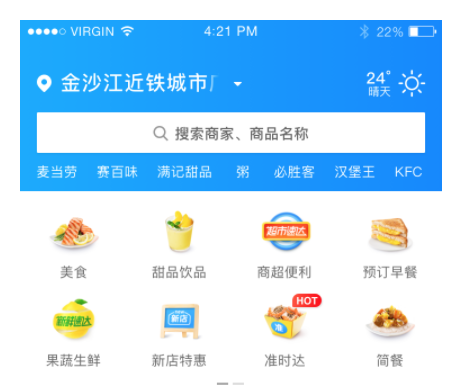 VIRGIN 4:21 PM 22%
金沙江近铁城市 24°
晴天
搜索商家、商品名称
麦当劳 赛百味 满记甜品 粥 必胜客 汉堡王 KFC
超市速达
美食 甜品饮品 商超便利 预订早餐
新鲜速达 新店 准 HOT
果蔬生鲜 新店特惠 准时达 简餐